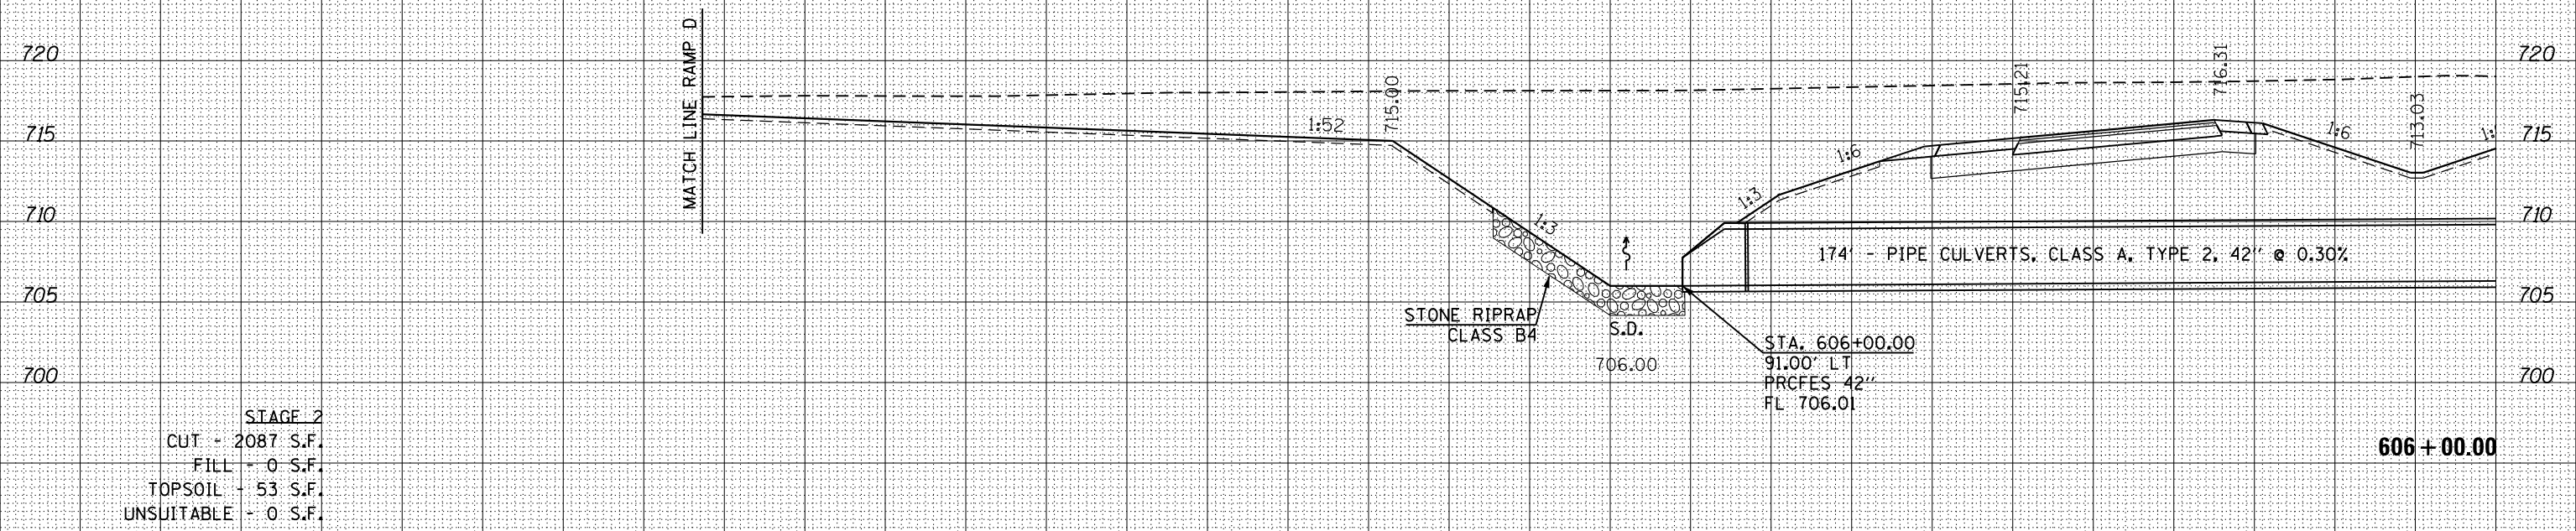 720
715
710
705
700
MATCH LINE RAMP D
1:52
715.00
1:3
STONE RIPRAP
CLASS B4
S.D.
706.00
1:3
1:6
715.21
716.31
1:6
713.03
174' - PIPE CULVERTS, CLASS A, TYPE 2, 42'' @ 0.30%
STA. 606+00.00
91.00' LT
PRCFES 42''
FL 706.01
720
715
710
705
700
STAGE 2
CUT - 2087 S.F.
FILL - 0 S.F.
TOPSOIL - 53 S.F.
UNSUITABLE - 0 S.F.
606+00.00